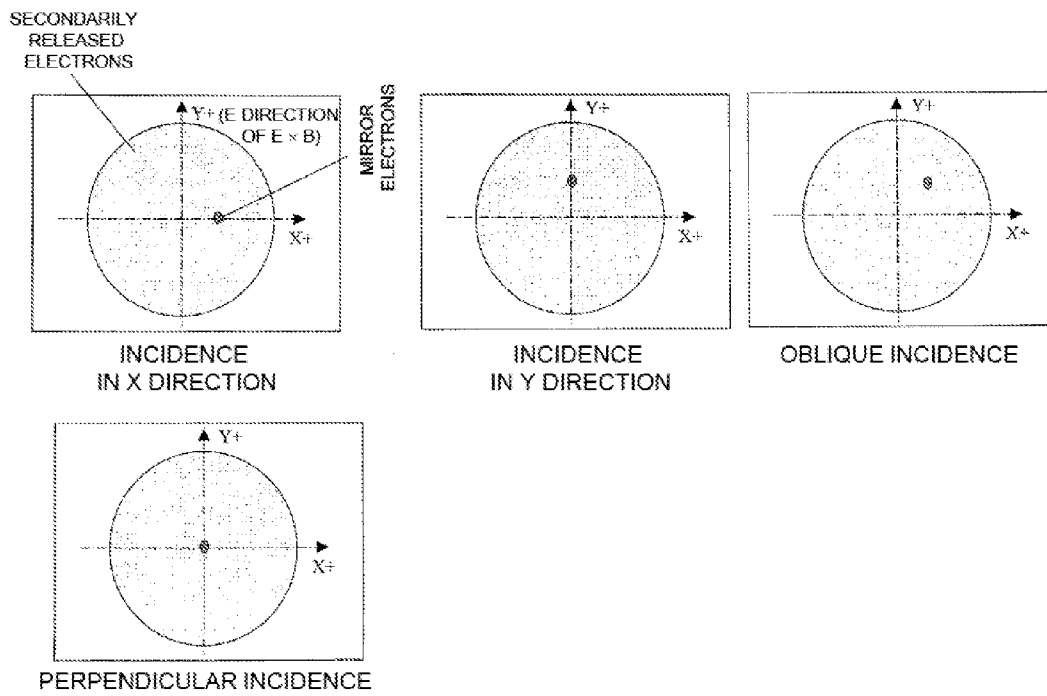 SECONDARILY
RELEASED
ELECTRONS
Y+ (E DIRECTION
OF E × B)
X+
MIRROR
ELECTRONS
INCIDENCE
IN X DIRECTION
Y+
X+
INCIDENCE
IN Y DIRECTION
Y+
X+
OBLIQUE INCIDENCE
Y+
X+
PERPENDICULAR INCIDENCE